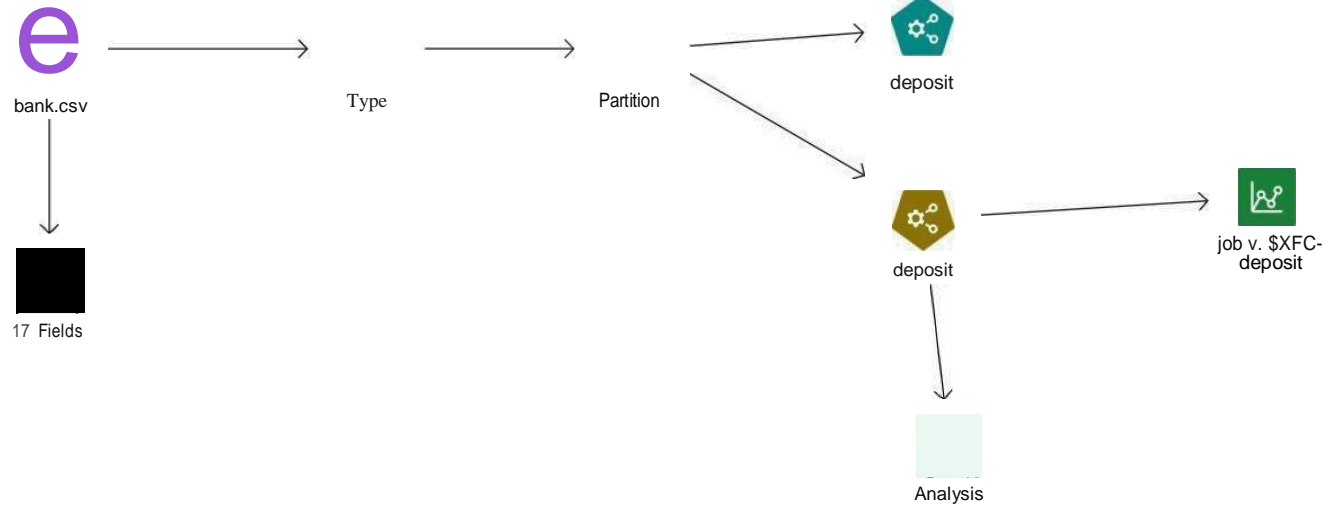 e
bank.csv
Type
Partition
deposit
17 Fields
deposit
job v. $XFC-
deposit
Analysis